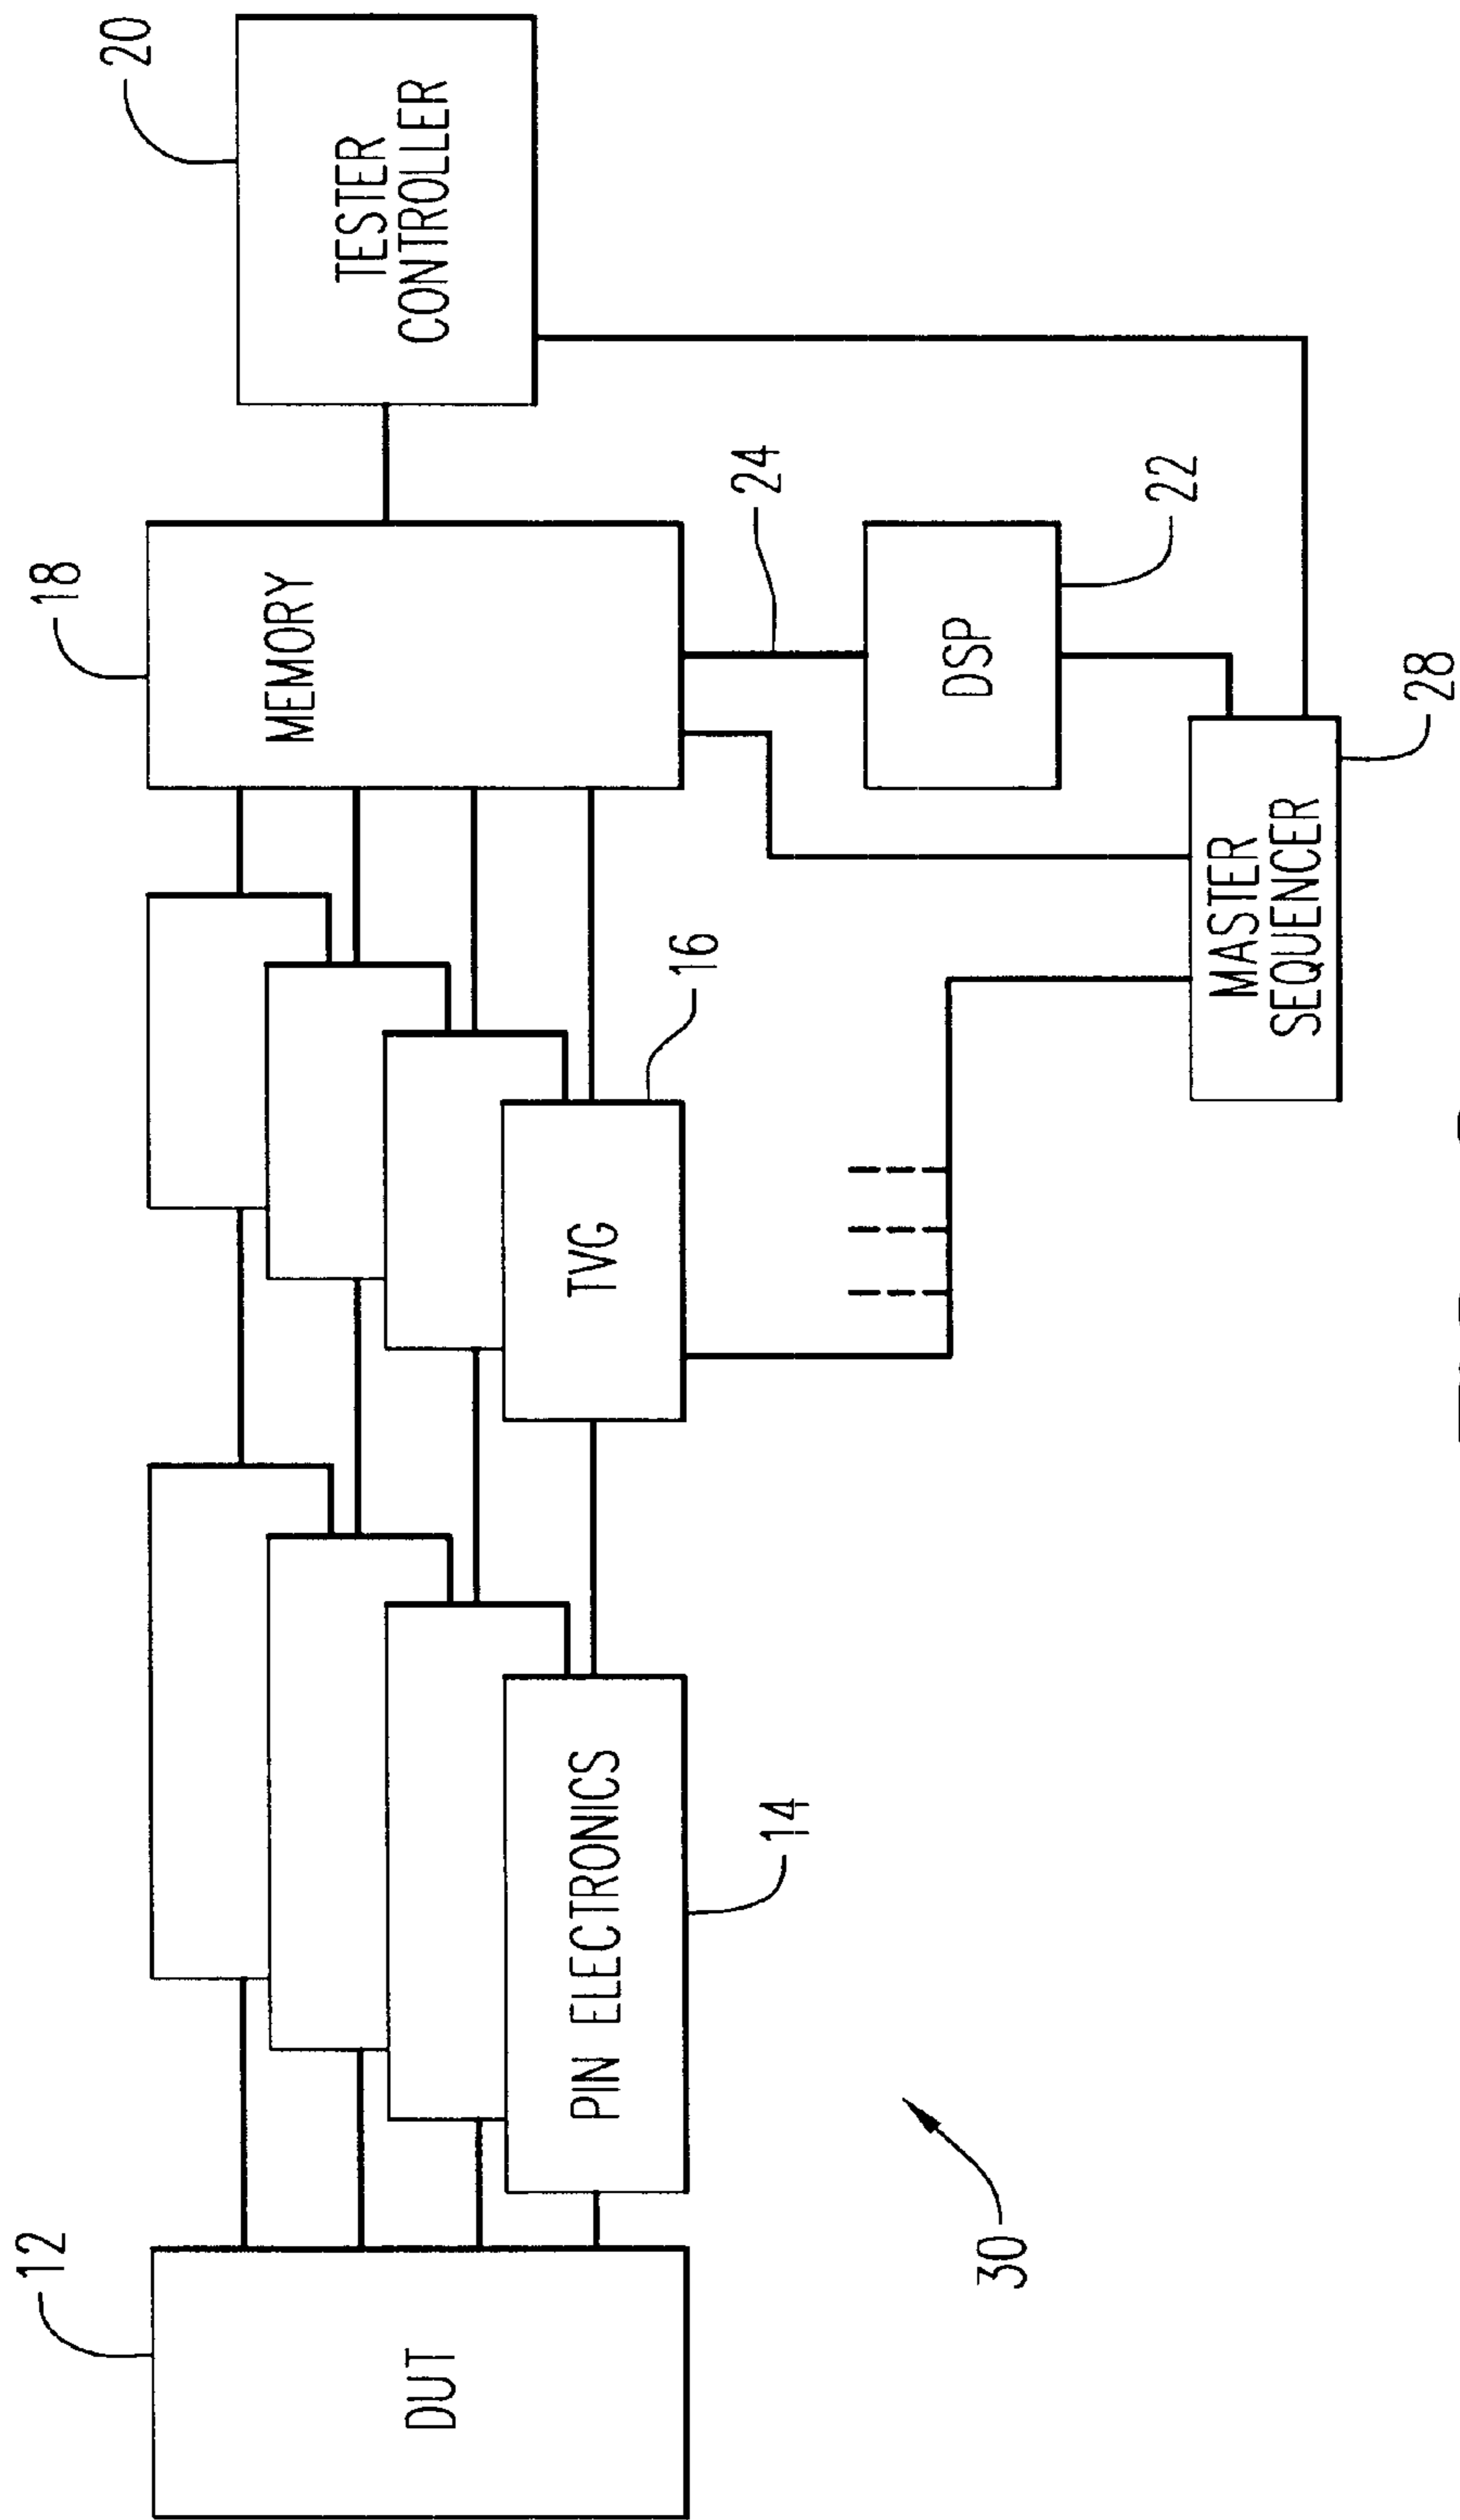 12
DUT
30
PIN ELECTRONICS
14
TVG
16
18
MEMORY
24
DSP
22
MASTER
SEQUENCER
28
20
TESTER
CONTROLLER